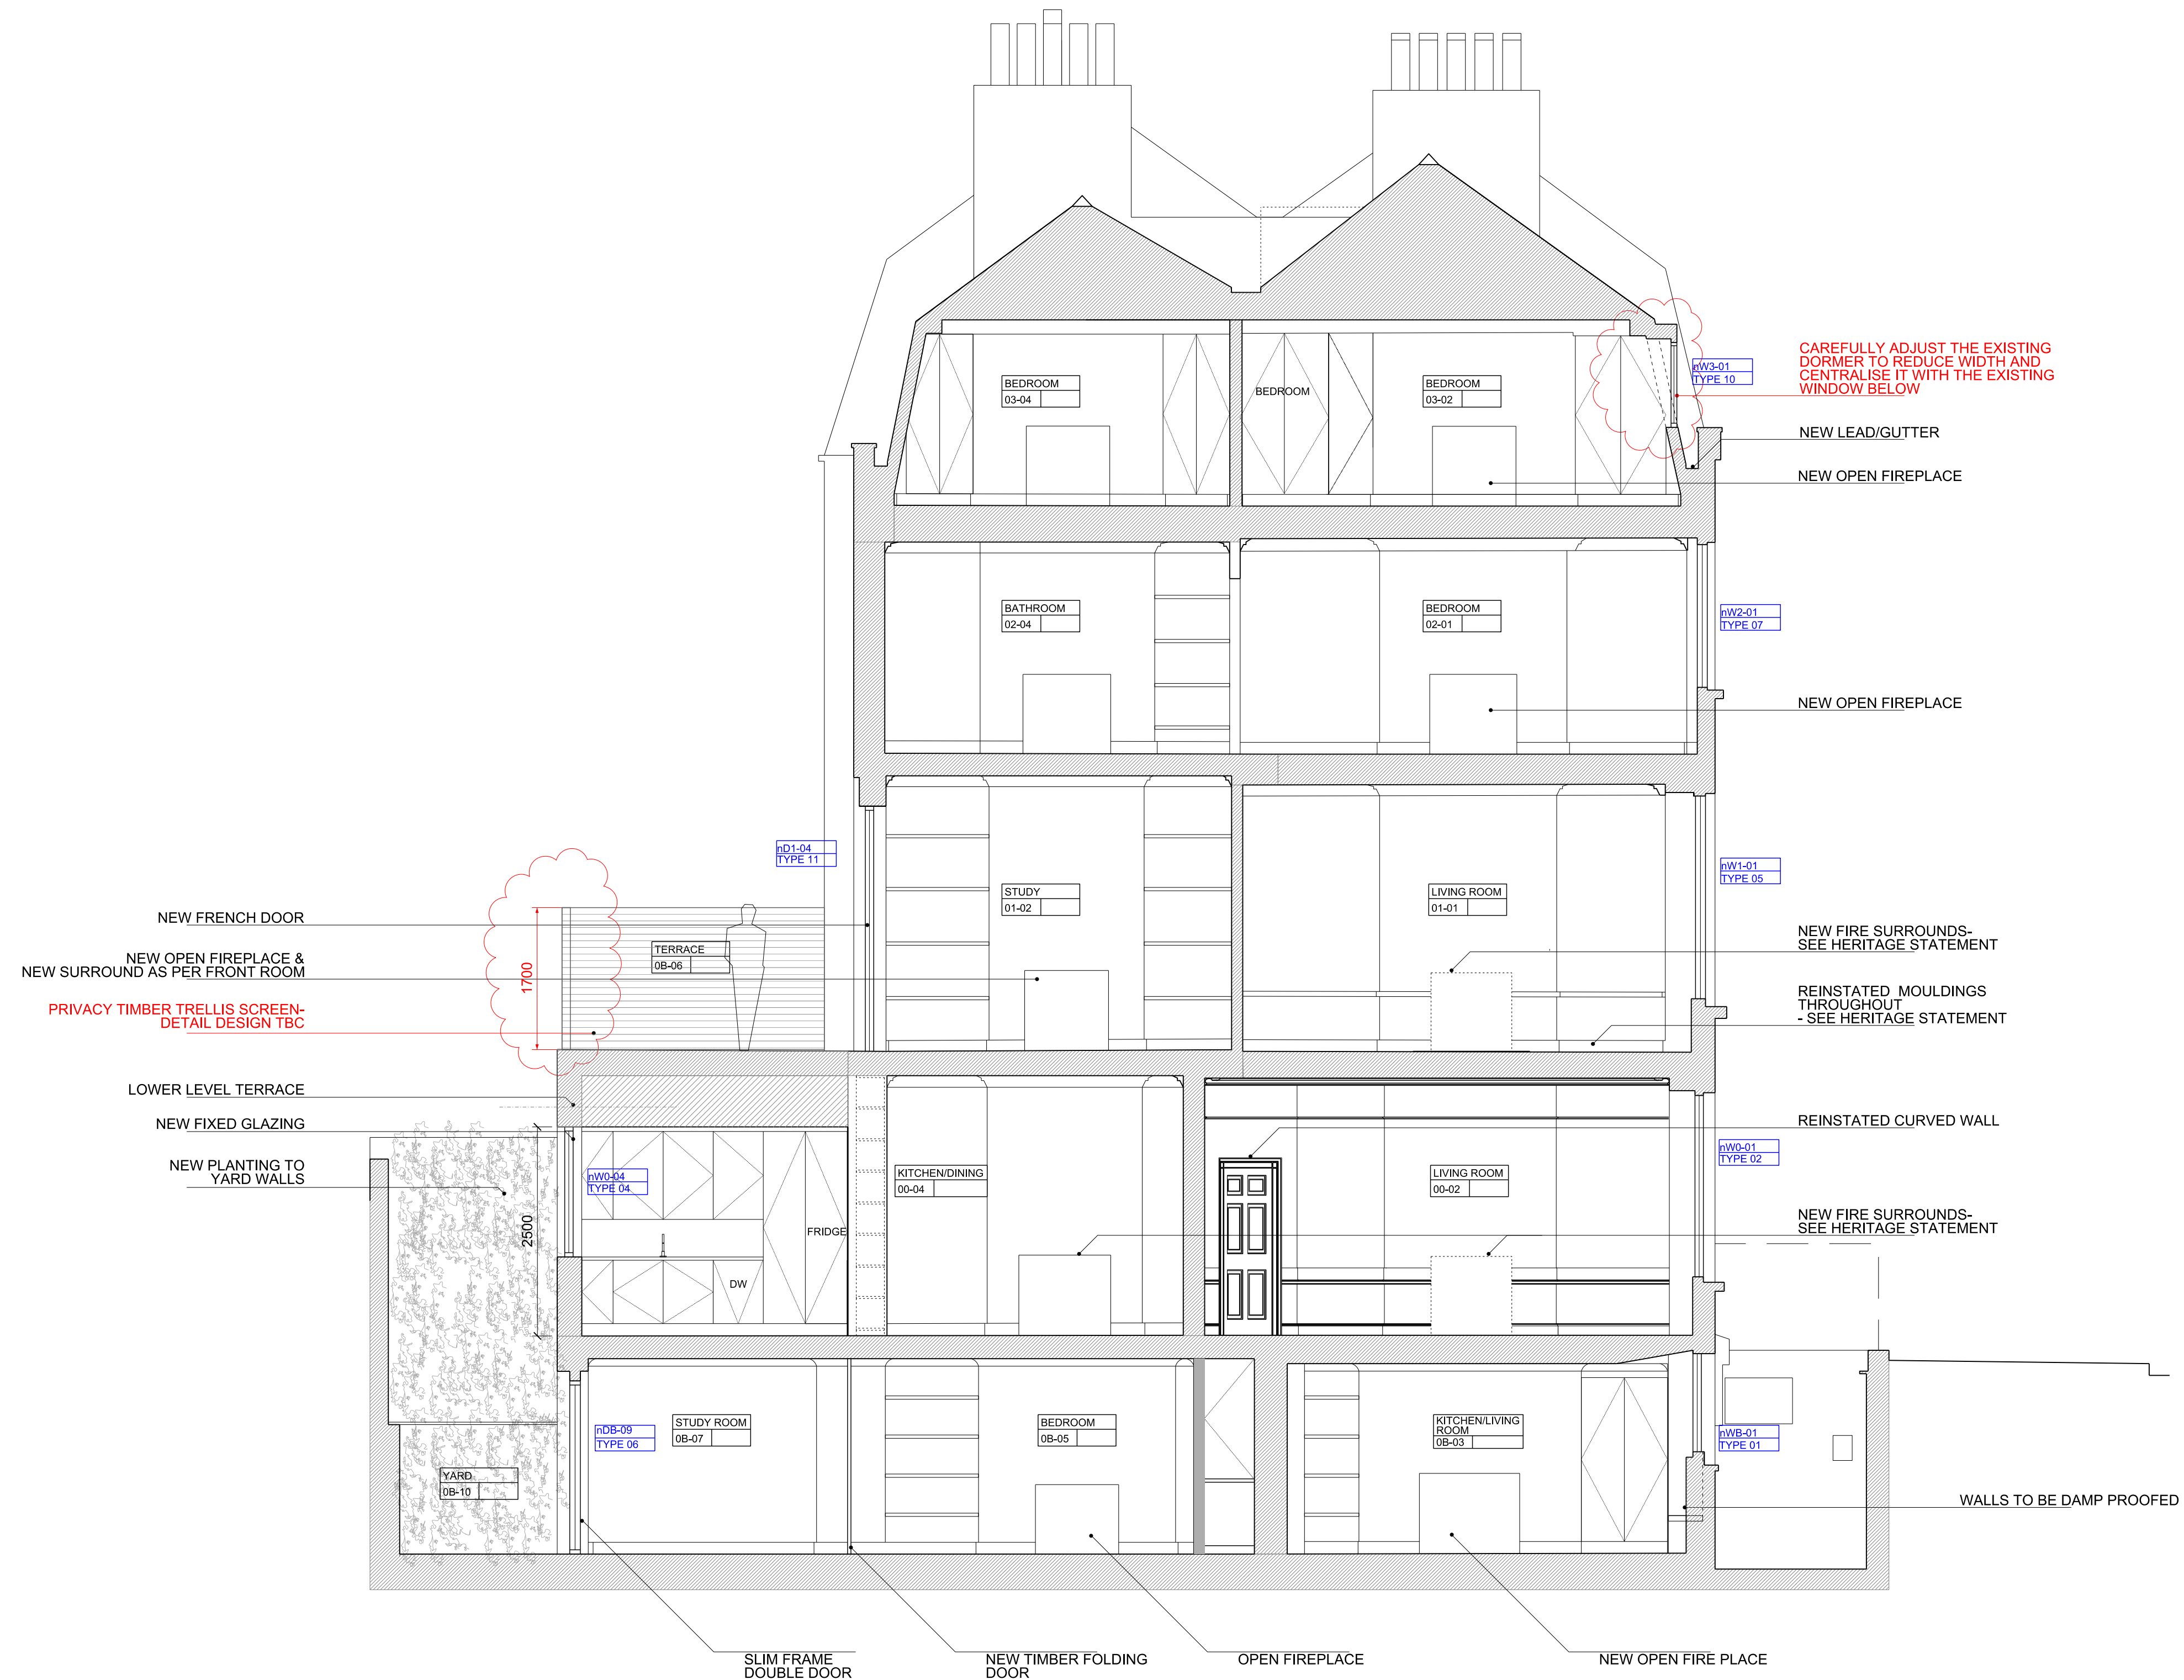 CAREFULLY ADJUST THE EXISTING
DORMER TO REDUCE WIDTH AND
CENTRALISE IT WITH THE EXISTING
WINDOW BELOW
nW3-01
TYPE 10
BEDROOM
03-04
BEDROOM
BEDROOM
03-02
NEW LEAD/GUTTER
NEW OPEN FIREPLACE
BATHROOM
02-04
BEDROOM
02-01
nW2-01
TYPE 07
NEW OPEN FIREPLACE
nD1-04
TYPE 11
nW1-01
TYPE 05
STUDY
01-02
LIVING ROOM
01-01
NEW FRENCH DOOR
NEW OPEN FIREPLACE &
NEW SURROUND AS PER FRONT ROOM
PRIVACY TIMBER TRELLIS SCREEN-
DETAIL DESIGN TBC
1700
TERRACE
0B-06
NEW FIRE SURROUNDS-
SEE HERITAGE STATEMENT
REINSTATED MOULDINGS
THROUGHOUT
- SEE HERITAGE STATEMENT
LOWER LEVEL TERRACE
NEW FIXED GLAZING
NEW PLANTING TO
YARD WALLS
2500
nW0-04
TYPE 04
FRIDGE
DW
KITCHEN/DINING
00-04
LIVING ROOM
00-02
REINSTATED CURVED WALL
nW0-01
TYPE 02
NEW FIRE SURROUNDS-
SEE HERITAGE STATEMENT
nDB-09
TYPE 06
STUDY ROOM
0B-07
BEDROOM
0B-05
KITCHEN/LIVING
ROOM
0B-03
nWB-01
TYPE 01
YARD
0B-10
WALLS TO BE DAMP PROOFED
SLIM FRAME
DOUBLE DOOR
NEW TIMBER FOLDING
DOOR
OPEN FIREPLACE
NEW OPEN FIRE PLACE